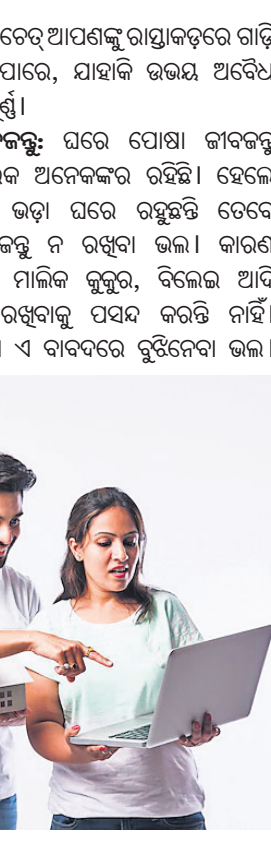 ଚେତ୍ ଆପଣଙ୍କୁ ରାସ୍ତାକଡ଼ରେ ଗାଡ଼ି
ପାରେ, ଯାହାକି ଉଭୟ ଅବୈଧ
ର୍ଣ୍ଣ।
ଜନ୍ତୁ: ଘରେ ପୋଷା ଜୀବଜନ୍ତୁ
ଅନେକଙ୍କର ରହିଛି। ହେଲେ
ଭଡ଼ା ଘରେ ରହୁଛନ୍ତି ତେବେ
ଜନ୍ତୁ ନ ରଖିବା ଭଲ। କାରଣ
ମାଲିକ କୁକୁର, ବିଲେଇ ଆଦି
ରଖିବାକୁ ପସନ୍ଦ କରନ୍ତି ନାହିଁ।
ଏ ବାବଦରେ ବୁଝିନେବା ଭଲ।